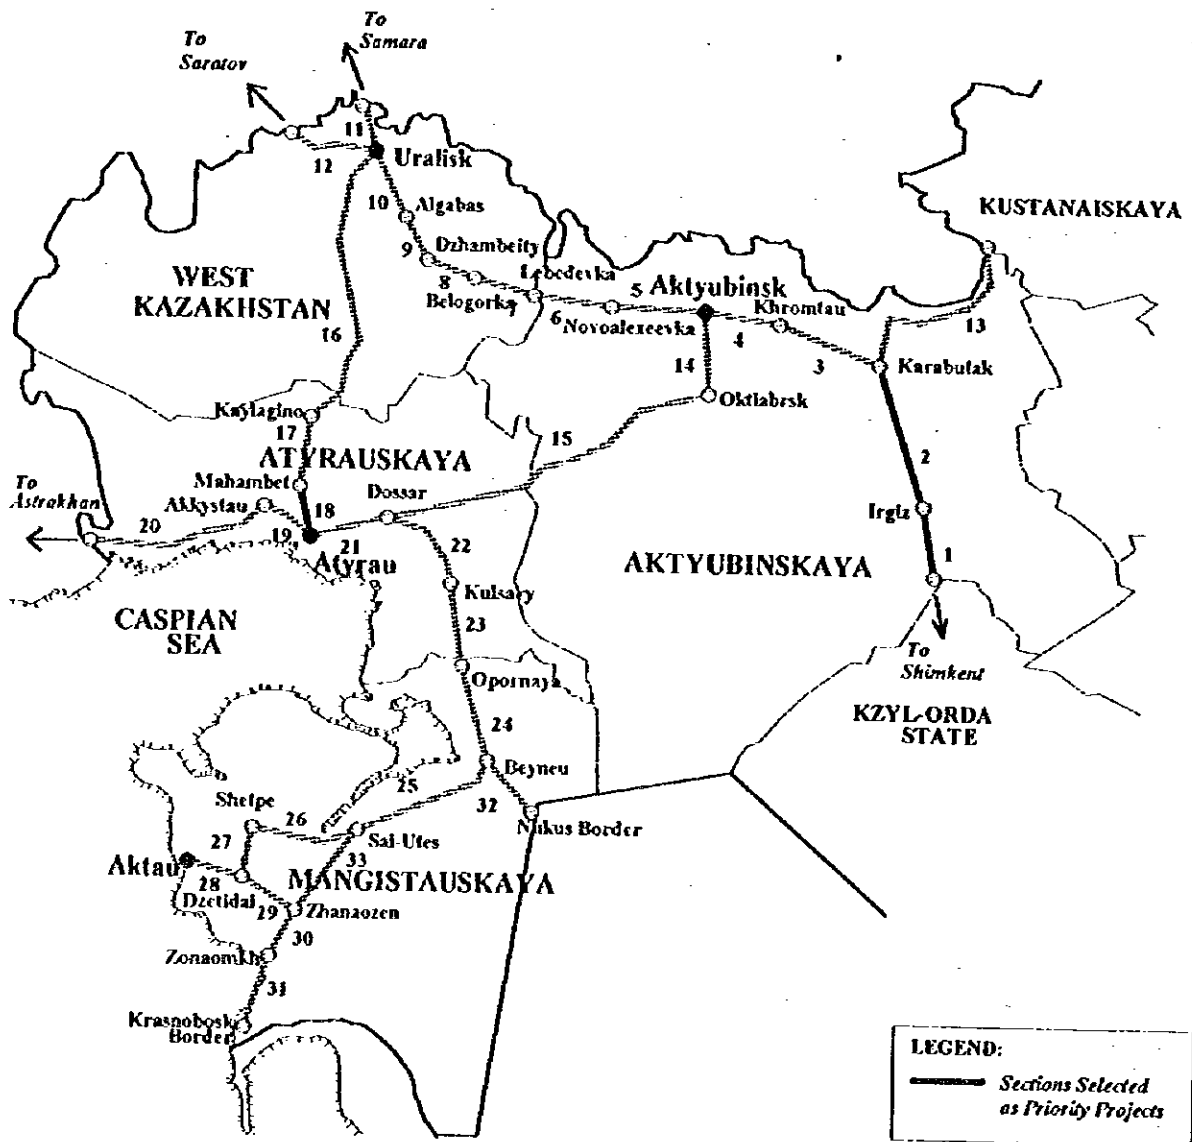 To
Samara
To
Saratov
11
12
Uralisk
10
Algabas
KUSTANAISKAYA
9
Dzhambeity
WEST
KAZAKHSTAN
8
Belogorka
Lebedevka
7
5
Aktyubinsk
6
Novoalexeevka
4
Khromtau
13
16
14
3
Karabutak
Oktiabrsk
Kaylagino
17
15
ATYRAUSKAYA
2
Mahambet
To
Astrakhan
Akkystau
Dossar
18
Irgiz
20
19
21
Atyrau
22
AKTYUBINSKAYA
1
Kulsary
CASPIAN
SEA
23
To
Shimkent
Opornaya
KZYL-ORDA
STATE
24
Beyneu
25
Shetpe
26
32
Nukus Border
27
Sai-Utes
33
Aktau
28
MANGISTAUSKAYA
Dzetidai
29
Zhanaozen
30
Zonaomkh
31
Krasnobosk
Border
LEGEND:
Sections Selected
as Priority Projects